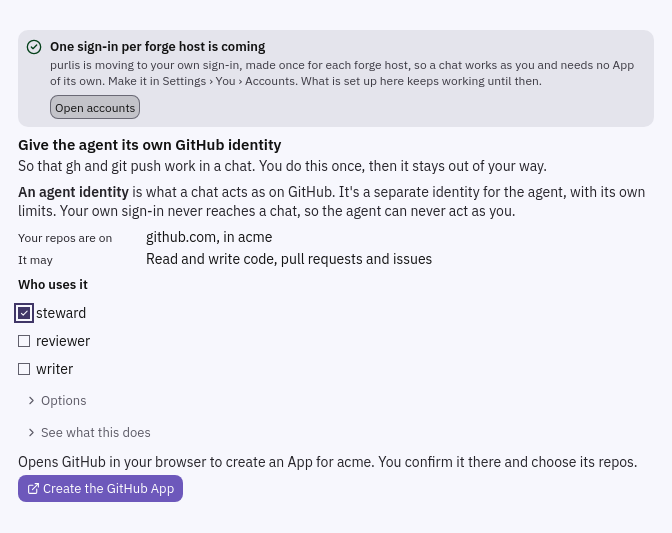 One sign-in per forge host is coming
purlis is moving to your own sign-in, made once for each forge host, so a chat works as you and needs no App
of its own. Make it in Settings › You › Accounts. What is set up here keeps working until then.
Open accounts
Give the agent its own GitHub identity
So that gh and git push work in a chat. You do this once, then it stays out of your way.
An agent identity is what a chat acts as on GitHub. It's a separate identity for the agent, with its own
limits. Your own sign-in never reaches a chat, so the agent can never act as you.
Your repos are on github.com, in acme
It may Read and write code, pull requests and issues
Who uses it
steward
reviewer
writer
Options
See what this does
Opens GitHub in your browser to create an App for acme. You confirm it there and choose its repos.
Create the GitHub App